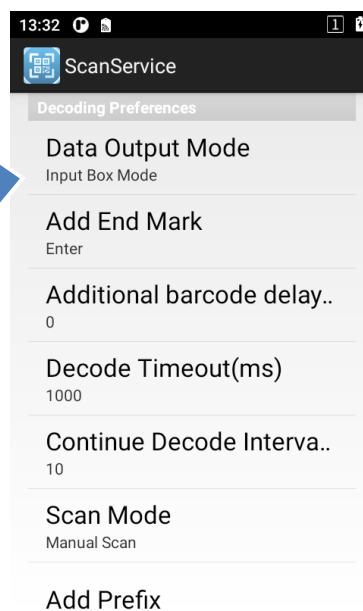 13:32
1
ScanService
Decoding Preferences
Data Output Mode
Input Box Mode
Add End Mark
Enter
Additional barcode delay..
0
Decode Timeout(ms)
1000
Continue Decode Interva..
10
Scan Mode
Manual Scan
Add Prefix